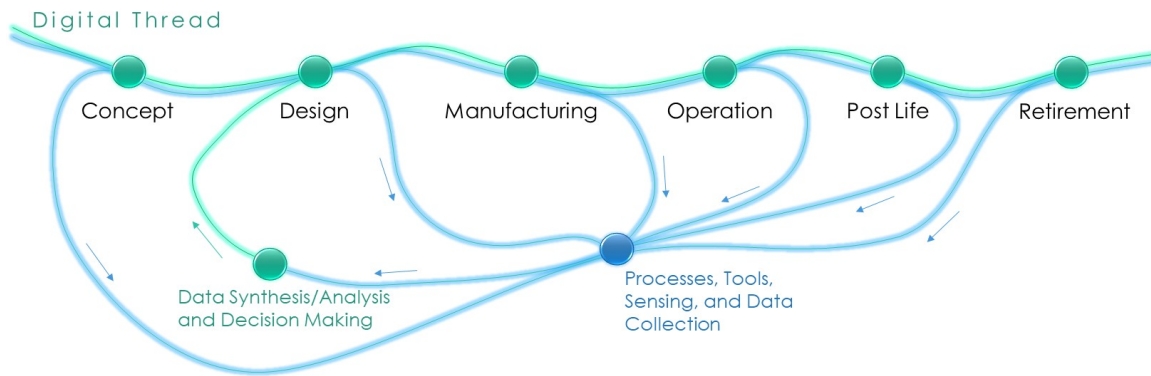 Digital Thread
Concept
Design
Manufacturing
Operation
Post Life
Retirement
Data Synthesis/Analysis
and Decision Making
Processes, Tools,
Sensing, and Data
Collection